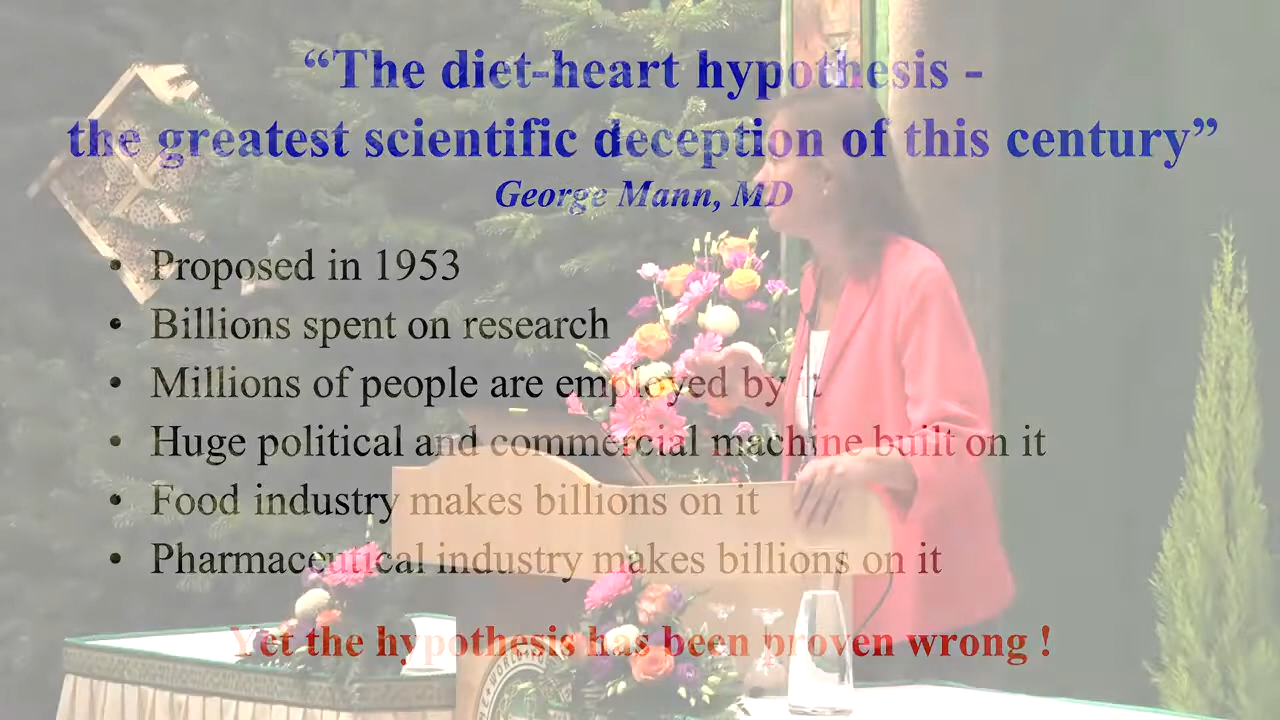 “The diet-heart hypothesis -
the greatest scientific deception of this century”
George Mann, MD
• Proposed in 1953
• Billions spent on research
• Millions of people are employed by it
• Huge political and commercial machine built on it
• Food industry makes billions on it
• Pharmaceutical industry makes billions on it
Yet the hypothesis has been proven wrong !